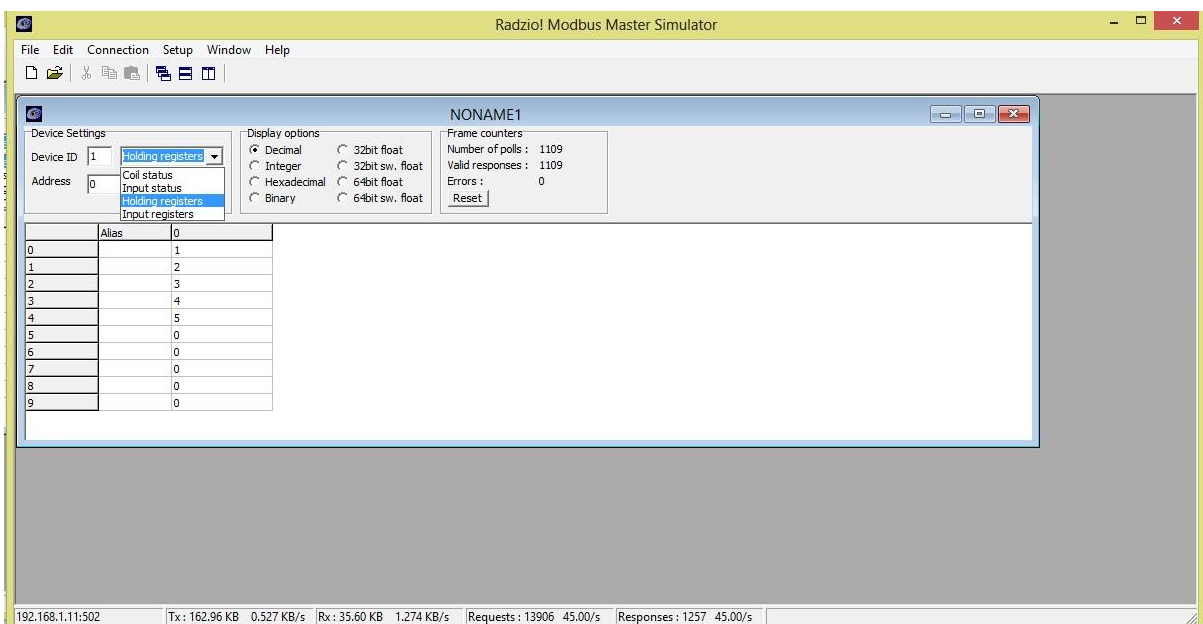 Radzio! Modbus Master Simulator
File Edit Connection Setup Window Help
NONAME1
Device Settings
Device ID 1 Holding registers
Address 0
Coil status
Input status
Holding registers
Input registers
Display options
Decimal 32bit float
Integer 32bit sw. float
Hexadecimal 64bit float
Binary 64bit sw. float
Frame counters
Number of polls : 1109
Valid responses : 1109
Errors : 0
Reset
Alias 0
0 1
1 2
2 3
3 4
4 5
5 0
6 0
7 0
8 0
9 0
192.168.1.11:502 Tx : 162.96 KB 0.527 KB/s Rx : 35.60 KB 1.274 KB/s Requests : 13906 45.00/s Responses : 1257 45.00/s